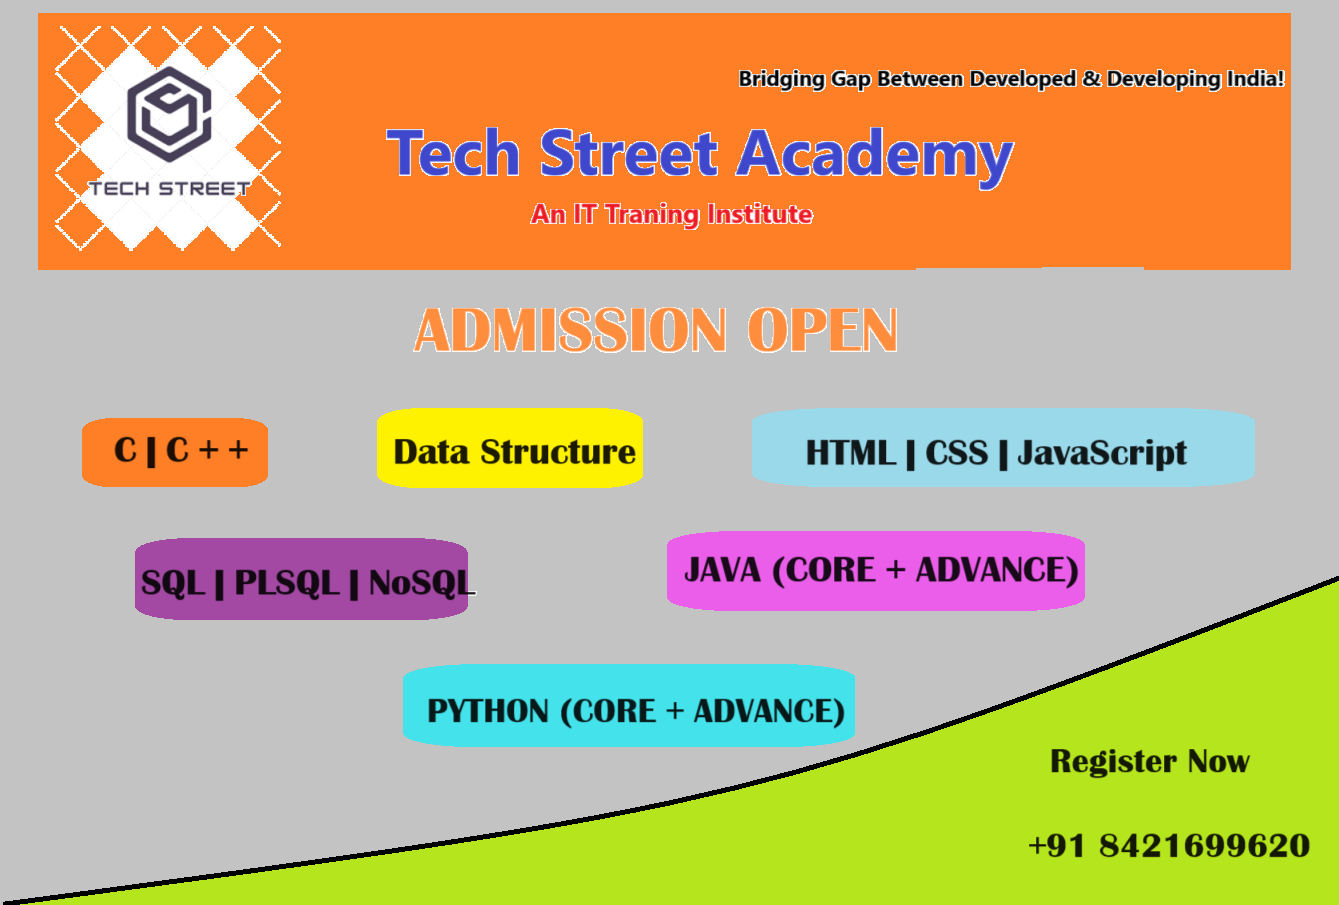 Bridging Gap Between Developed & Developing India!
TECH STREET
Tech Street Academy
An IT Traning Institute
ADMISSION OPEN
C | C + +
Data Structure
HTML | CSS | JavaScript
SQL | PLSQL | NoSQL
JAVA (CORE + ADVANCE)
PYTHON (CORE + ADVANCE)
Register Now
+91 8421699620